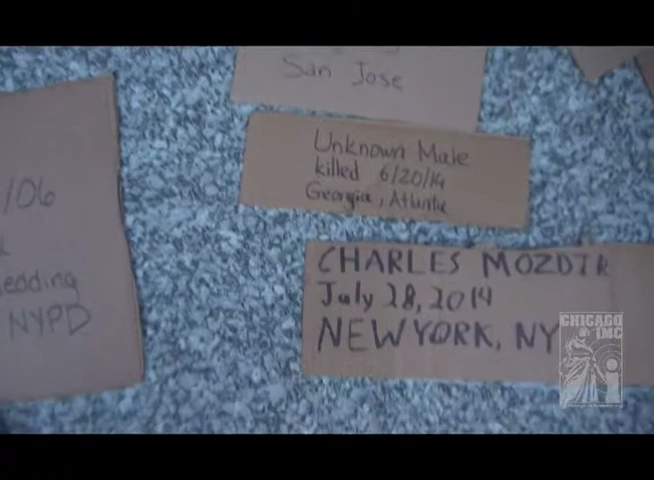 San Jose
Unknown Male
killed 6/20/14
Georgia, Atlanta
/06
edding
NYPD
CHARLES MOZDIR
July 28, 2014
NEW YORK, NY
CHICAGO
IMC